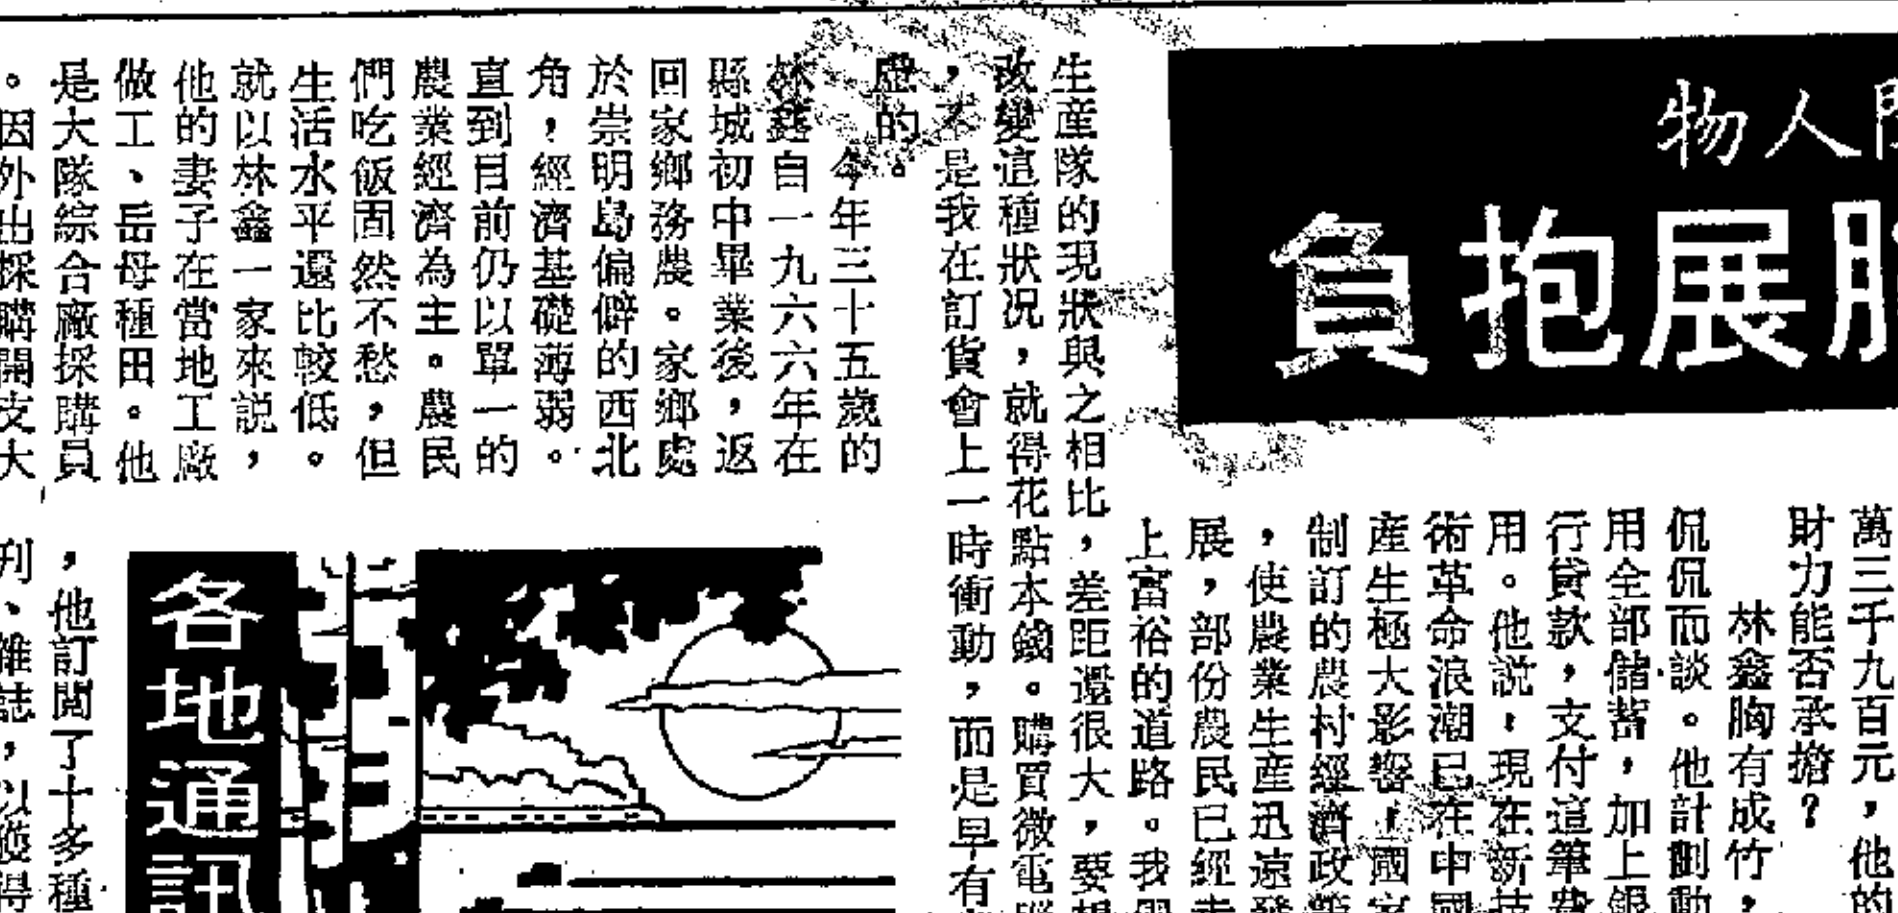 人物
展抱負
萬三千九百元，他的
財力能否承擔？
林鑫胸有成竹，
侃侃而談。他計劃動
用全部儲蓄，加上銀
行貸款，支付這筆費
用。他説，現在新技
術革命浪潮已在中國
產生極大影響，國家
制訂的農村經濟政策
，使農業生産迅速發
展，部份農民已經走
上富裕的道路。我
生産隊的現狀與之相比，差距還很大，要想
改變這種狀况，就得花點本錢。購買微電腦
，不是我在訂貨會上一時衝動，而是早有
慮的。
今年三十五歲的
林鑫自一九六六年在
縣城初中畢業後，返
回家鄉務農。家鄉處
於崇明島偏僻的西北
角，經濟基礎薄弱。
直到目前仍以單一的
農業經濟為主。農民
們吃飯固然不愁，但
生活水平還比較低。
就以林鑫一家來説，
他的妻子在當地工廠
做工、岳母種田。他
是大隊綜合廠採購員
。因外出採購開支大
各地通訊
，他訂閲了十多種
刋、雜誌，以獲得